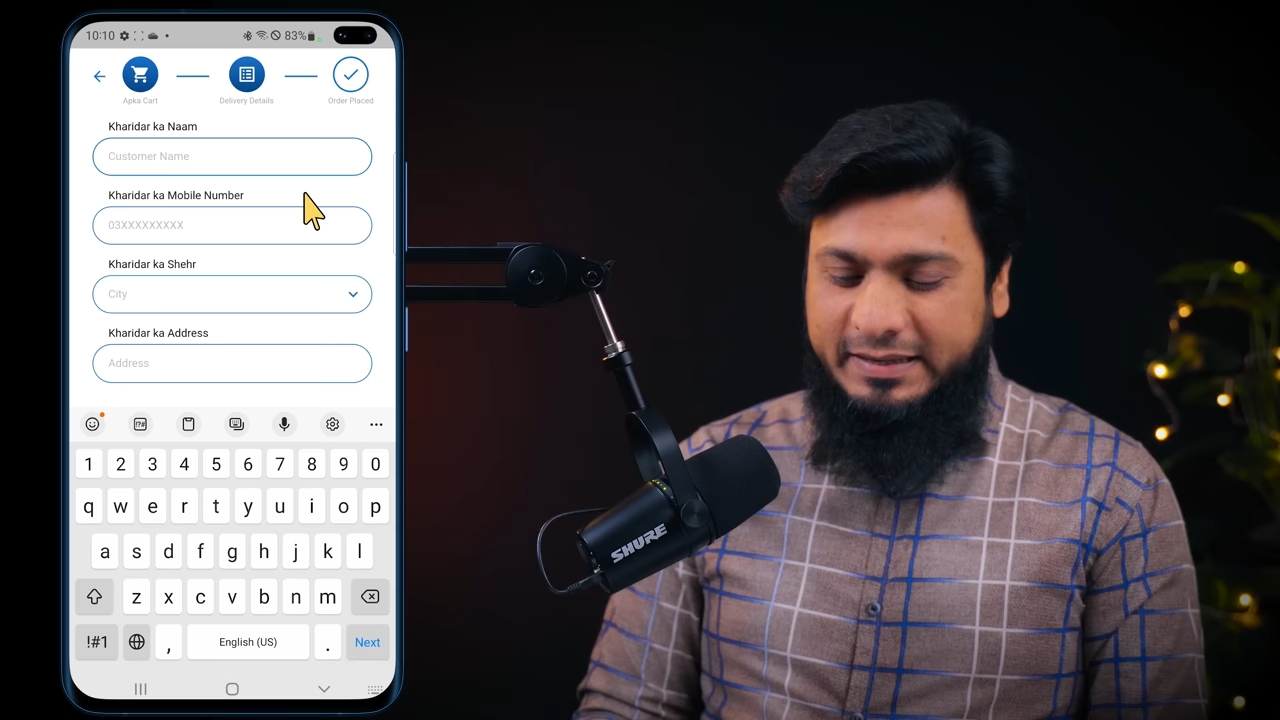 10:10
83%
Apka Cart
Delivery Details
Order Placed
Kharidar ka Naam
Customer Name
Kharidar ka Mobile Number
03XXXXXXXXX
Kharidar ka Shehr
City
Kharidar ka Address
Address
!?#
1 2 3 4 5 6 7 8 9 0
q w e r t y u i o p
a s d f g h j k l
z x c v b n m
!#1 , English (US) . Next
SHURE